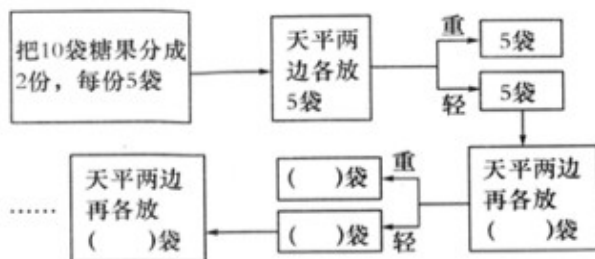 把10袋糖果分成
2份，每份5袋
天平两
边各放
5袋
重
5袋
轻
5袋
天平两边
再各放
(    )袋
重
(    )袋
轻
(    )袋
天平两边
再各放
(    )袋
……